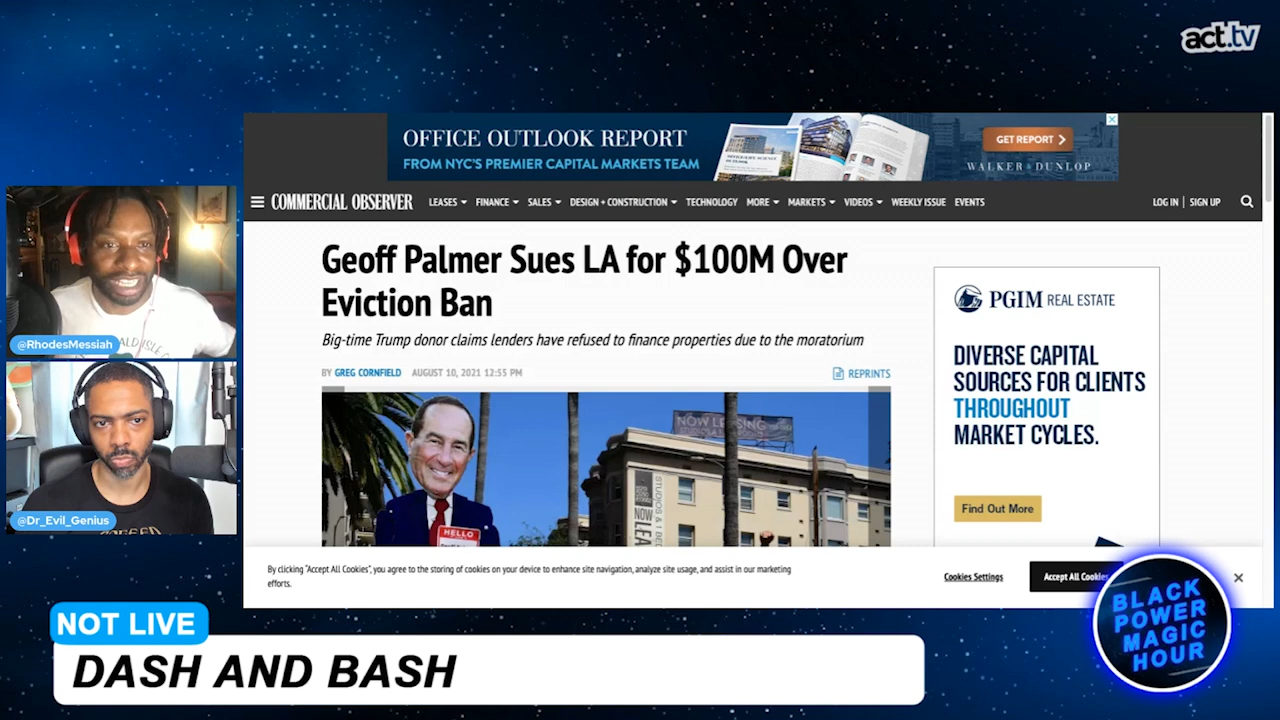 act.tv
OFFICE OUTLOOK REPORT
FROM NYC'S PREMIER CAPITAL MARKETS TEAM
GET REPORT
WALKER & DUNLOP
COMMERCIAL OBSERVER
LEASES FINANCE SALES DESIGN + CONSTRUCTION TECHNOLOGY MORE MARKETS VIDEOS WEEKLY ISSUE EVENTS
LOG IN | SIGN UP
Geoff Palmer Sues LA for $100M Over
Eviction Ban
Big-time Trump donor claims lenders have refused to finance properties due to the moratorium
BY GREG CORNFIELD AUGUST 10, 2021 12:55 PM
REPRINTS
NOW LEASING
HELLO
PGIM REAL ESTATE
DIVERSE CAPITAL
SOURCES FOR CLIENTS
THROUGHOUT
MARKET CYCLES.
Find Out More
@RhodesMessiah
@Dr_Evil_Genius
By clicking "Accept All Cookies", you agree to the storing of cookies on your device to enhance site navigation, analyze site usage, and assist in our marketing
efforts.
Cookies Settings
Accept All Cookies
BLACK
POWER
MAGIC
HOUR
NOT LIVE
DASH AND BASH